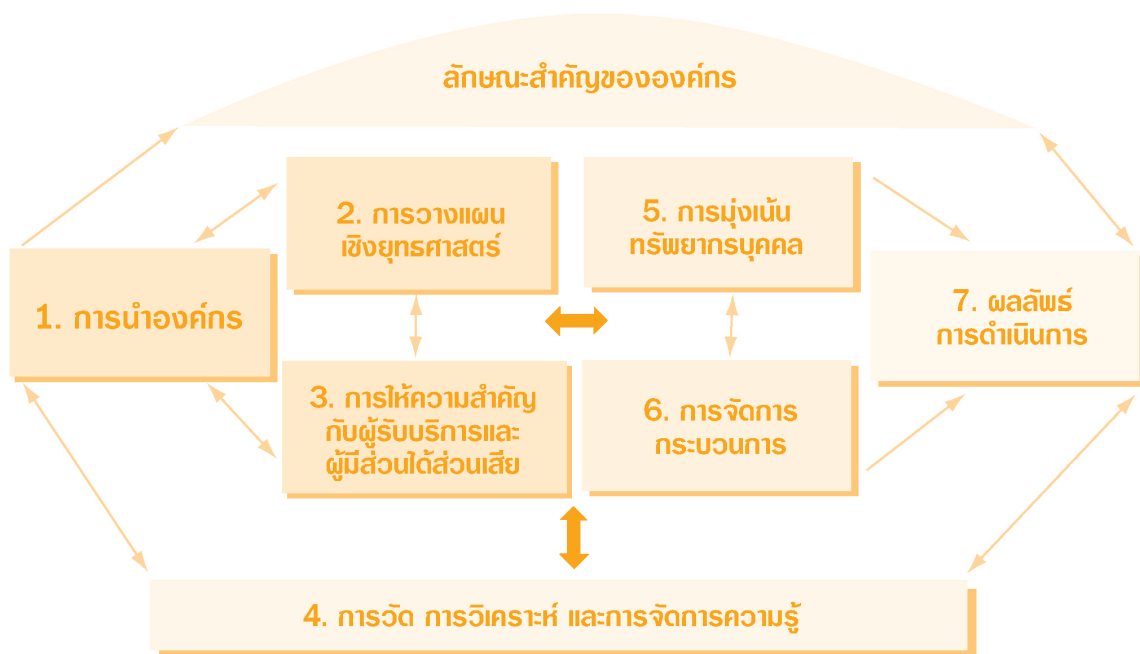 ลักษณะสำคัญขององค์กร
1. การนำองค์กร
2. การวางแผน
เชิงยุทธศาสตร์
3. การให้ความสำคัญ
กับผู้รับบริการและ
ผู้มีส่วนได้ส่วนเสีย
4. การวัด การวิเคราะห์ และการจัดการความรู้
5. การมุ่งเน้น
ทรัพยากรบุคคล
6. การจัดการ
กระบวนการ
7. ผลลัพธ์
การดำเนินการ